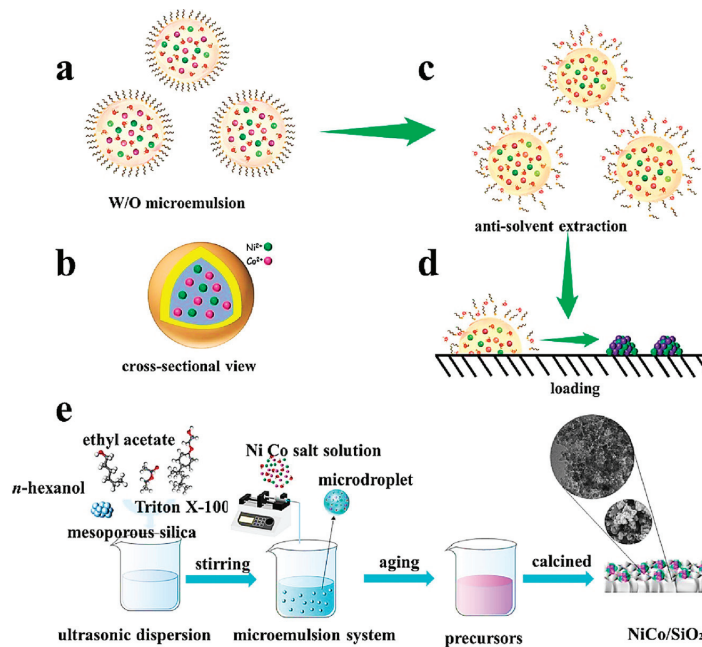 a
W/O microemulsion
c
anti-solvent extraction
b
Ni²⁺
Co²⁺
cross-sectional view
d
loading
e
ethyl acetate
n-hexanol
Triton X-100
mesoporous silica
ultrasonic dispersion
stirring
Ni Co salt solution
microdroplet
microemulsion system
aging
precursors
calcined
NiCo/SiO₂